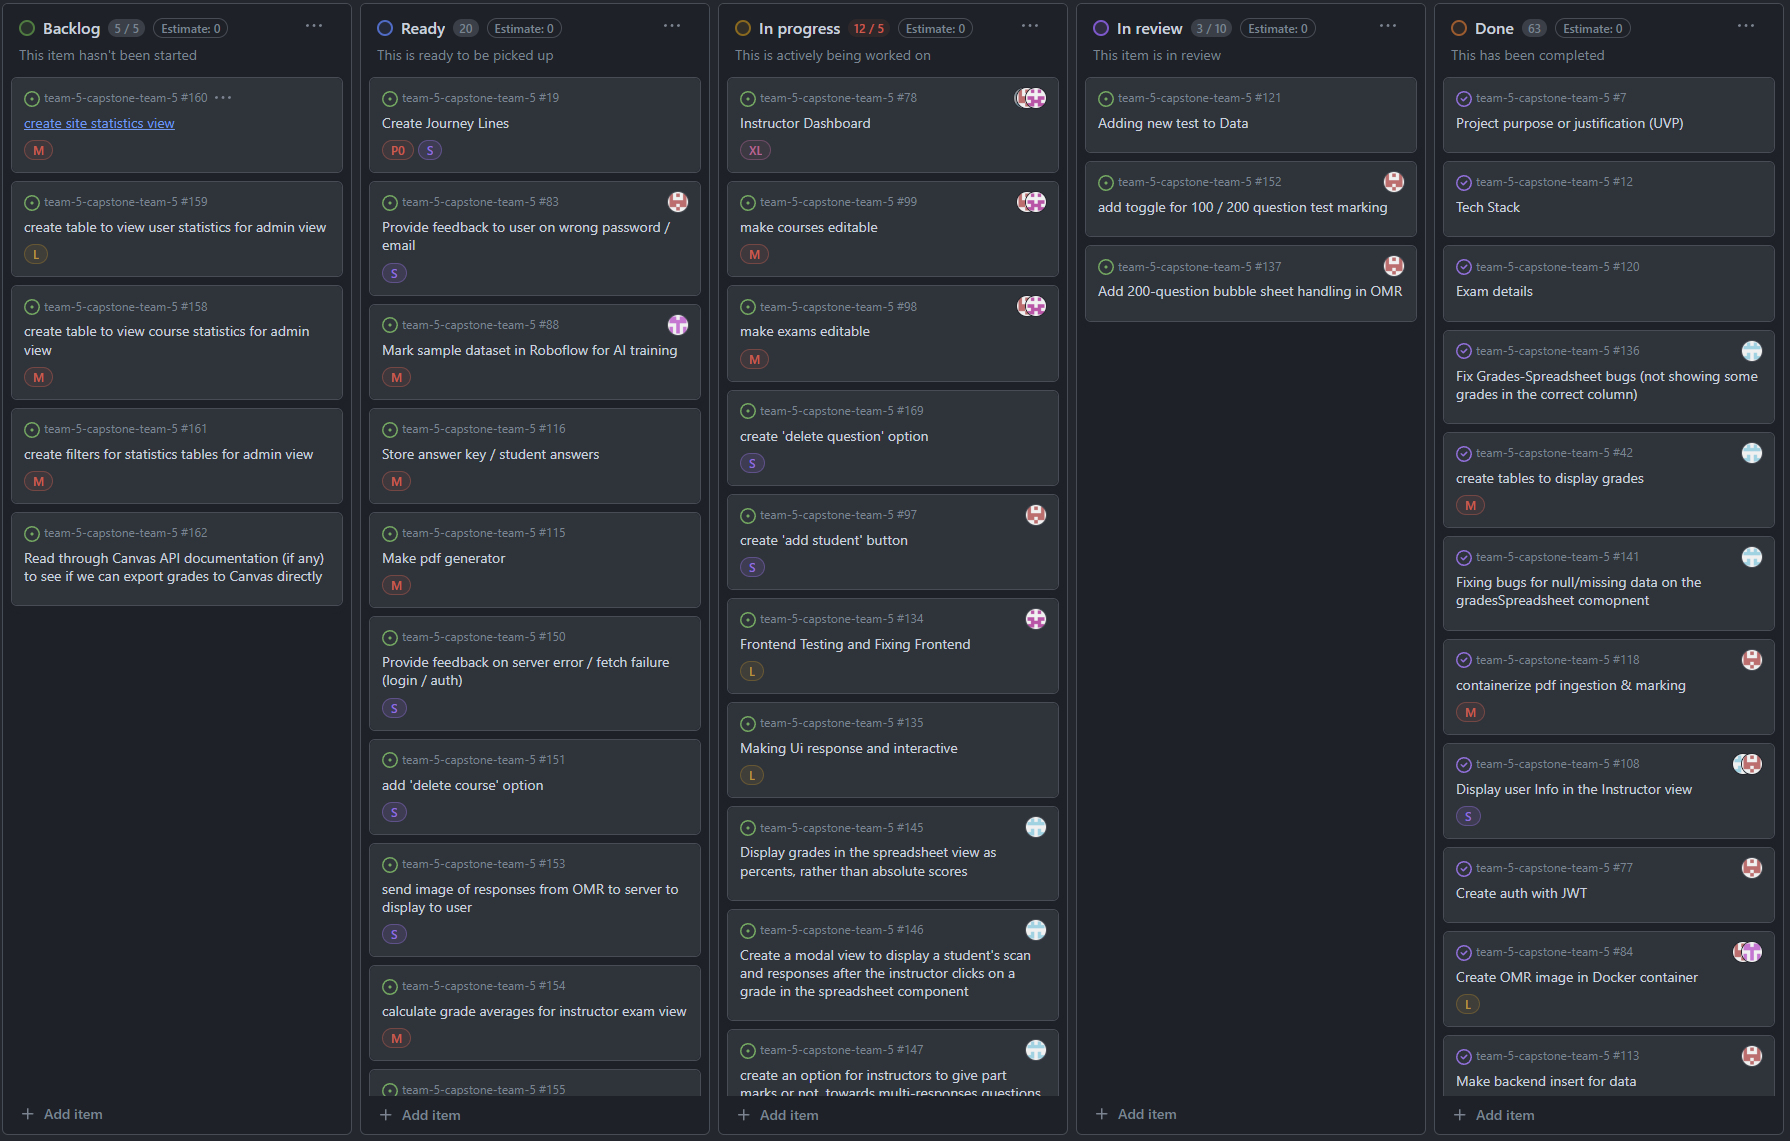 Backlog 5 / 5 Estimate: 0
This item hasn't been started
team-5-capstone-team-5 #160
create site statistics view
M
team-5-capstone-team-5 #159
create table to view user statistics for admin view
L
team-5-capstone-team-5 #158
create table to view course statistics for admin
view
M
team-5-capstone-team-5 #161
create filters for statistics tables for admin view
M
team-5-capstone-team-5 #162
Read through Canvas API documentation (if any)
to see if we can export grades to Canvas directly
+ Add item
Ready 20 Estimate: 0
This is ready to be picked up
team-5-capstone-team-5 #19
Create Journey Lines
P0 S
team-5-capstone-team-5 #83
Provide feedback to user on wrong password /
email
S
team-5-capstone-team-5 #88
Mark sample dataset in Roboflow for AI training
M
team-5-capstone-team-5 #116
Store answer key / student answers
M
team-5-capstone-team-5 #115
Make pdf generator
M
team-5-capstone-team-5 #150
Provide feedback on server error / fetch failure
(login / auth)
S
team-5-capstone-team-5 #151
add 'delete course' option
S
team-5-capstone-team-5 #153
send image of responses from OMR to server to
display to user
S
team-5-capstone-team-5 #154
calculate grade averages for instructor exam view
M
team-5-capstone-team-5 #155
+ Add item
In progress 12 / 5 Estimate: 0
This is actively being worked on
team-5-capstone-team-5 #78
Instructor Dashboard
XL
team-5-capstone-team-5 #99
make courses editable
M
team-5-capstone-team-5 #98
make exams editable
M
team-5-capstone-team-5 #169
create 'delete question' option
S
team-5-capstone-team-5 #97
create 'add student' button
S
team-5-capstone-team-5 #134
Frontend Testing and Fixing Frontend
L
team-5-capstone-team-5 #135
Making Ui response and interactive
L
team-5-capstone-team-5 #145
Display grades in the spreadsheet view as
percents, rather than absolute scores
team-5-capstone-team-5 #146
Create a modal view to display a student's scan
and responses after the instructor clicks on a
grade in the spreadsheet component
team-5-capstone-team-5 #147
create an option for instructors to give part
marks or not, towards multi-responses questions
+ Add item
In review 3 / 10 Estimate: 0
This item is in review
team-5-capstone-team-5 #121
Adding new test to Data
team-5-capstone-team-5 #152
add toggle for 100 / 200 question test marking
team-5-capstone-team-5 #137
Add 200-question bubble sheet handling in OMR
+ Add item
Done 63 Estimate: 0
This has been completed
team-5-capstone-team-5 #7
Project purpose or justification (UVP)
team-5-capstone-team-5 #12
Tech Stack
team-5-capstone-team-5 #120
Exam details
team-5-capstone-team-5 #136
Fix Grades-Spreadsheet bugs (not showing some
grades in the correct column)
team-5-capstone-team-5 #42
create tables to display grades
M
team-5-capstone-team-5 #141
Fixing bugs for null/missing data on the
gradesSpreadsheet comopnent
team-5-capstone-team-5 #118
containerize pdf ingestion & marking
M
team-5-capstone-team-5 #108
Display user Info in the Instructor view
S
team-5-capstone-team-5 #77
Create auth with JWT
team-5-capstone-team-5 #84
Create OMR image in Docker container
L
team-5-capstone-team-5 #113
Make backend insert for data
+ Add item